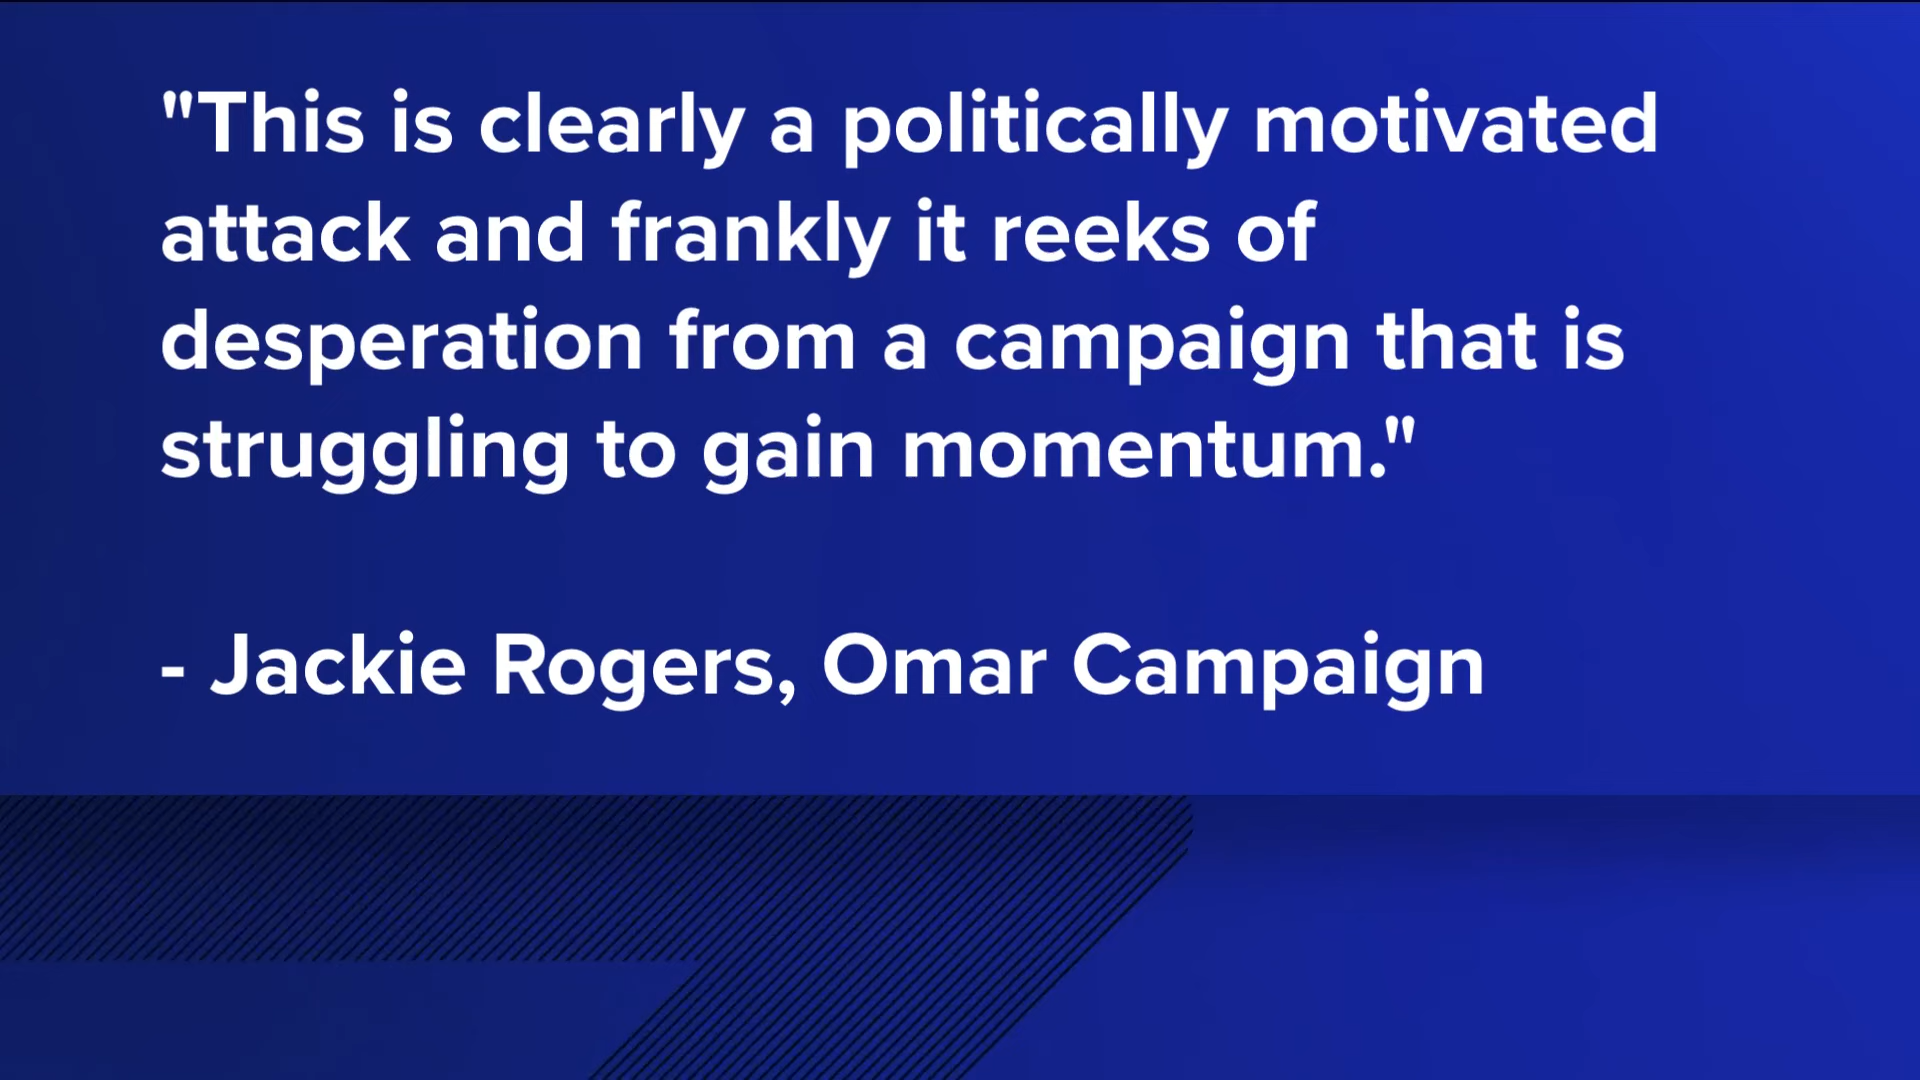 "This is clearly a politically motivated
attack and frankly it reeks of
desperation from a campaign that is
struggling to gain momentum."
- Jackie Rogers, Omar Campaign